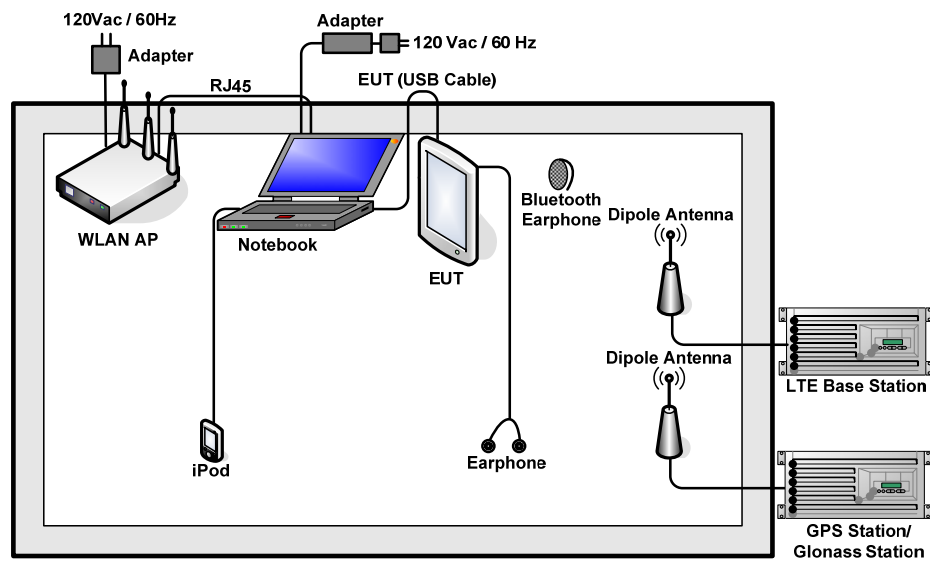 120Vac / 60Hz
Adapter
Adapter
120 Vac / 60 Hz
RJ45
EUT (USB Cable)
WLAN AP
Notebook
EUT
Bluetooth
Earphone
Dipole Antenna
LTE Base Station
Dipole Antenna
iPod
Earphone
GPS Station/
Glonass Station